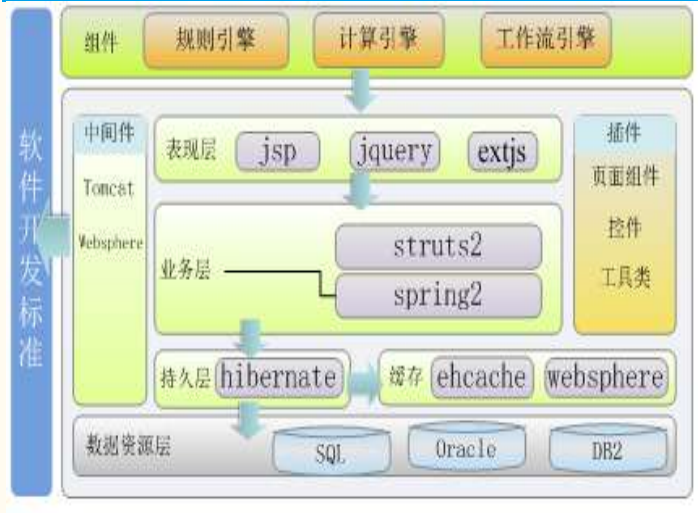 软件开发标准
组件 规则引擎 计算引擎 工作流引擎
中间件
Tomcat
Websphere
表现层 jsp jquery extjs
业务层
struts2
spring2
插件
页面组件
控件
工具类
持久层 hibernate
缓存 ehcache websphere
数据资源层 SQL Oracle DB2